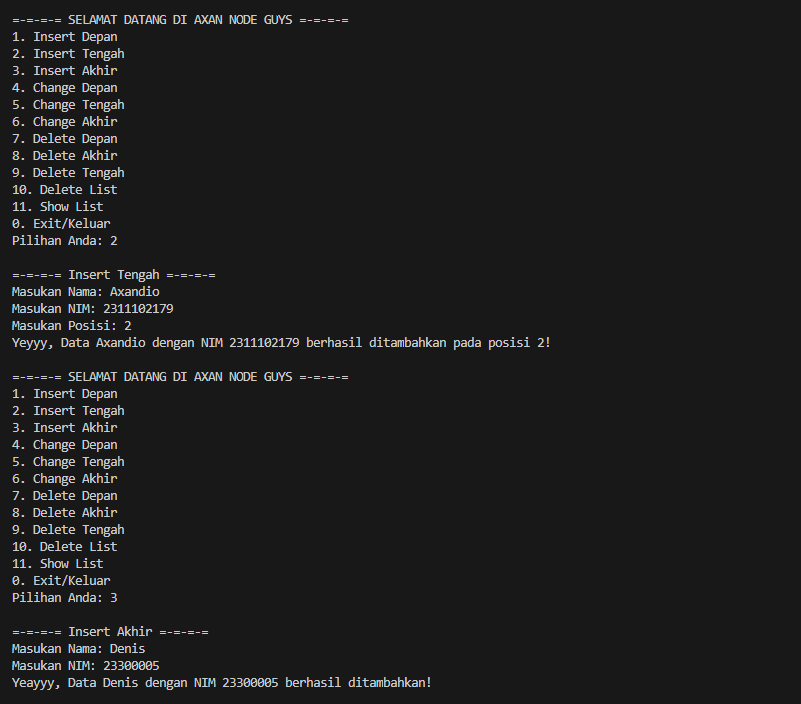 =-=-=-= SELAMAT DATANG DI AXAN NODE GUYS =-=-=-=
1. Insert Depan
2. Insert Tengah
3. Insert Akhir
4. Change Depan
5. Change Tengah
6. Change Akhir
7. Delete Depan
8. Delete Akhir
9. Delete Tengah
10. Delete List
11. Show List
0. Exit/Keluar
Pilihan Anda: 2
=-=-=-= Insert Tengah =-=-=-=
Masukan Nama: Axandio
Masukan NIM: 2311102179
Masukan Posisi: 2
Yeyyy, Data Axandio dengan NIM 2311102179 berhasil ditambahkan pada posisi 2!
=-=-=-= SELAMAT DATANG DI AXAN NODE GUYS =-=-=-=
1. Insert Depan
2. Insert Tengah
3. Insert Akhir
4. Change Depan
5. Change Tengah
6. Change Akhir
7. Delete Depan
8. Delete Akhir
9. Delete Tengah
10. Delete List
11. Show List
0. Exit/Keluar
Pilihan Anda: 3
=-=-=-= Insert Akhir =-=-=-=
Masukan Nama: Denis
Masukan NIM: 23300005
Yeayyy, Data Denis dengan NIM 23300005 berhasil ditambahkan!